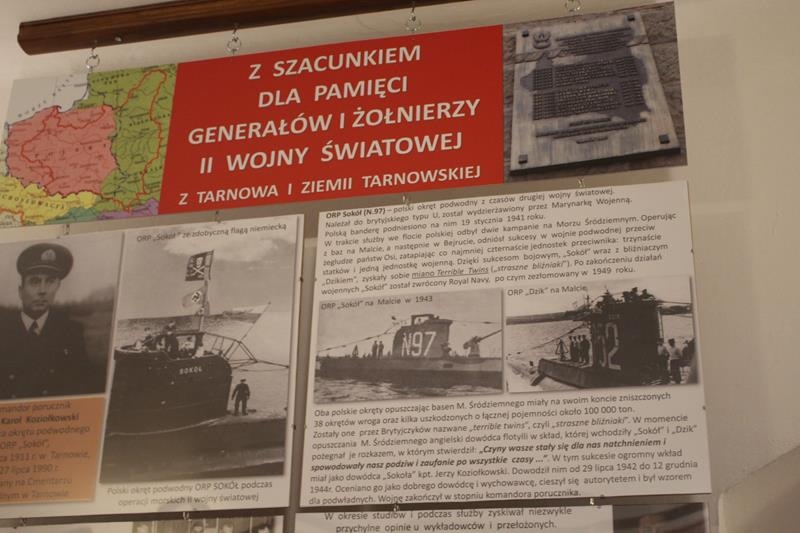 Z SZACUNKIEM
DLA PAMIĘCI
GENERAŁÓW I ŻOŁNIERZY
II WOJNY ŚWIATOWEJ
Z TARNOWA I ZIEMII TARNOWSKIEJ
ORP „Sokół” ze zdobyczną flagą niemiecką
SOKÓŁ
Polski okręt podwodny ORP SOKÓŁ podczas
operacji morskich II wojny światowej
porucznik
Karol Koziołkowski
okrętu podwodnego
ORP „Sokół”,
1911 r. w Tarnowie,
27 lipca 1990 r.
na Cmentarzu
w Tarnowie
ORP Sokół (N.97) – polski okręt podwodny z czasów drugiej wojny światowej.
Należał do brytyjskiego typu U, został wydzierżawiony przez Marynarkę Wojenną.
Polską banderę podniesiono na nim 19 stycznia 1941 roku.
W trakcie służby we flocie polskiej odbył dwie kampanie na Morzu Śródziemnym. Operując
z baz na Malcie, a następnie w Bejrucie, odniósł sukcesy w wojnie podwodnej przeciw
żegludze państw Osi, zatapiając co najmniej czternaście jednostek przeciwnika: trzynaście
statków i jedną jednostkę wojenną. Dzięki sukcesom bojowym, „Sokół” wraz z bliźniaczym
„Dzikiem”, zyskały sobie miano Terrible Twins („straszne bliźniaki”). Po zakończeniu działań
wojennych „Sokół” został zwrócony Royal Navy, po czym zezłomowany w 1949 roku.
ORP „Sokół” na Malcie w 1943
N97
ORP „Dzik” na Malcie
Oba polskie okręty opuszczając basen M. Śródziemnego miały na swoim koncie zniszczonych
38 okrętów wroga oraz kilka uszkodzonych o łącznej pojemności około 100 000 ton.
Zostały one przez Brytyjczyków nazwane „terrible twins”, czyli „straszne bliźniaki”. W momencie
opuszczania M. Śródziemnego angielski dowódca flotylli w skład, której wchodziły „Sokół” i „Dzik”
pożegnał je rozkazem, w którym stwierdził: „Czyny wasze stały się dla nas natchnieniem i
spowodowały nasz podziw i zaufanie po wszystkie czasy ...”. W tym sukcesie ogromny wkład
miał jako dowódca „Sokoła” kpt. Jerzy Koziołkowski. Dowodził nim od 29 lipca 1942 do 12 grudnia
1944r. Oceniano go jako dobrego dowódcę i wychowawcę, cieszył się autorytetem i był wzorem
dla podwładnych. Wojnę zakończył w stopniu komandora porucznika.
W okresie studiów i podczas służby zyskiwał niezwykle
przychylne opinie u wykładowców i przełożonych.